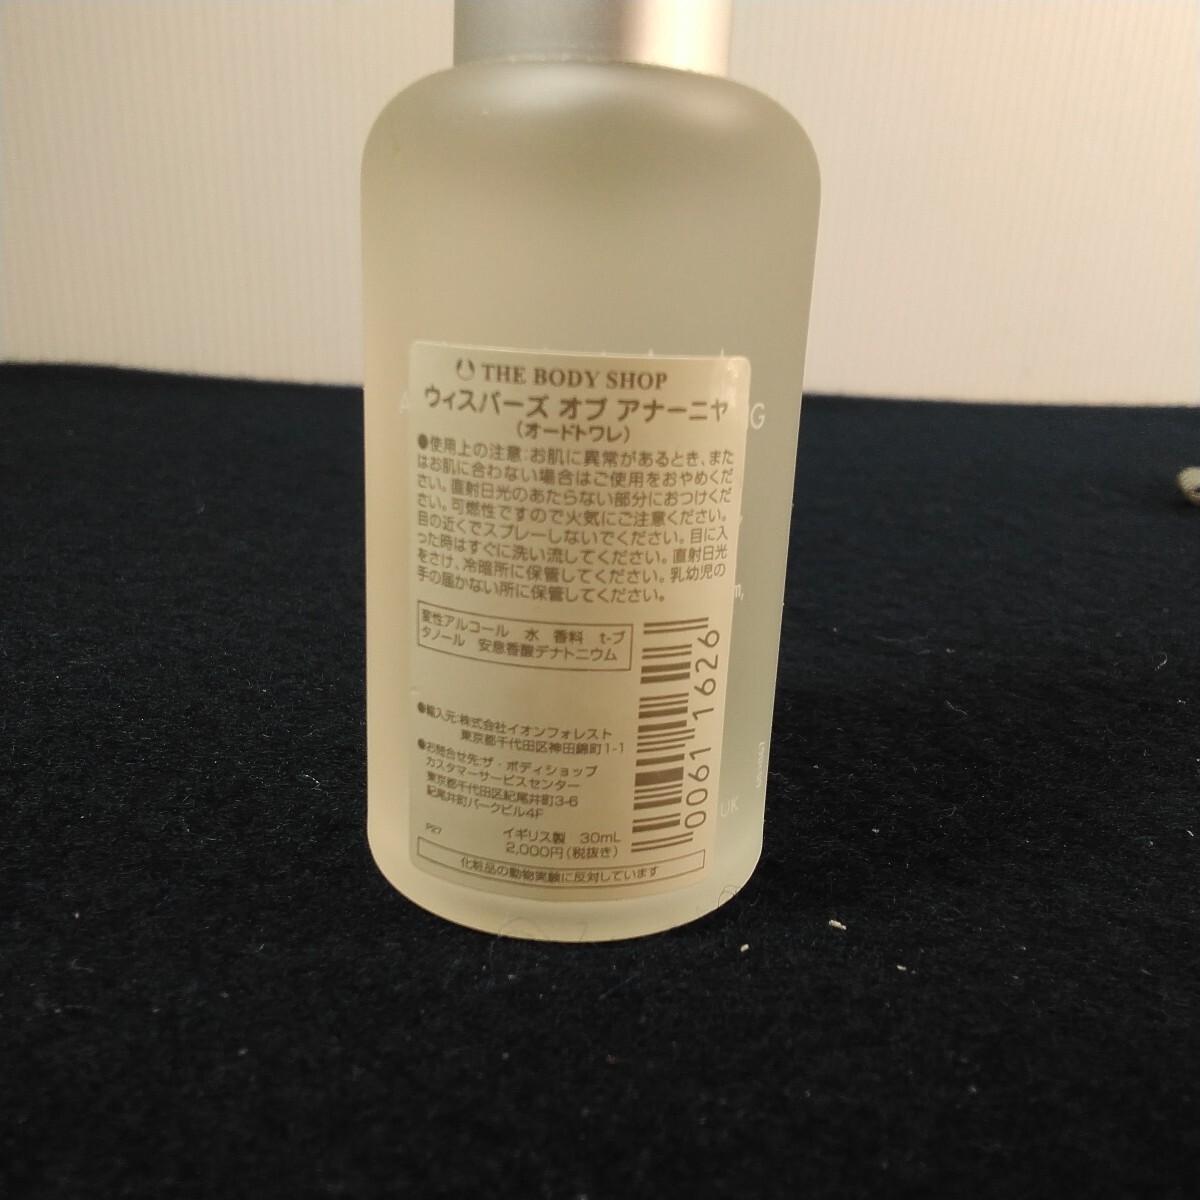 THE BODY SHOP
ウィスパーズ オブ アナーニヤ
(オードトワレ)
●使用上の注意:お肌に異常があるとき、また
はお肌に合わない場合はご使用をおやめくだ
さい。直射日光のあたらない部分におつけくだ
さい。可燃性ですので火気にご注意ください。
目の近くでスプレーしないでください。目に入
った時はすぐに洗い流してください。直射日光
をさけ、冷暗所に保管してください。乳幼児の
手の届かない所に保管してください。
変性アルコール 水 香料 t-ブ
タノール 安息香酸デナトニウム
●輸入元:株式会社イオンフォレスト
東京都千代田区神田錦町1-1
●お問合せ先:ザ・ボディショップ
カスタマーサービスセンター
東京都千代田区紀尾井町3-6
紀尾井町パークビル4F
P27
イギリス製 30mL
2,000円(税抜き)
化粧品の動物実験に反対しています
00611626
G
m,
UK